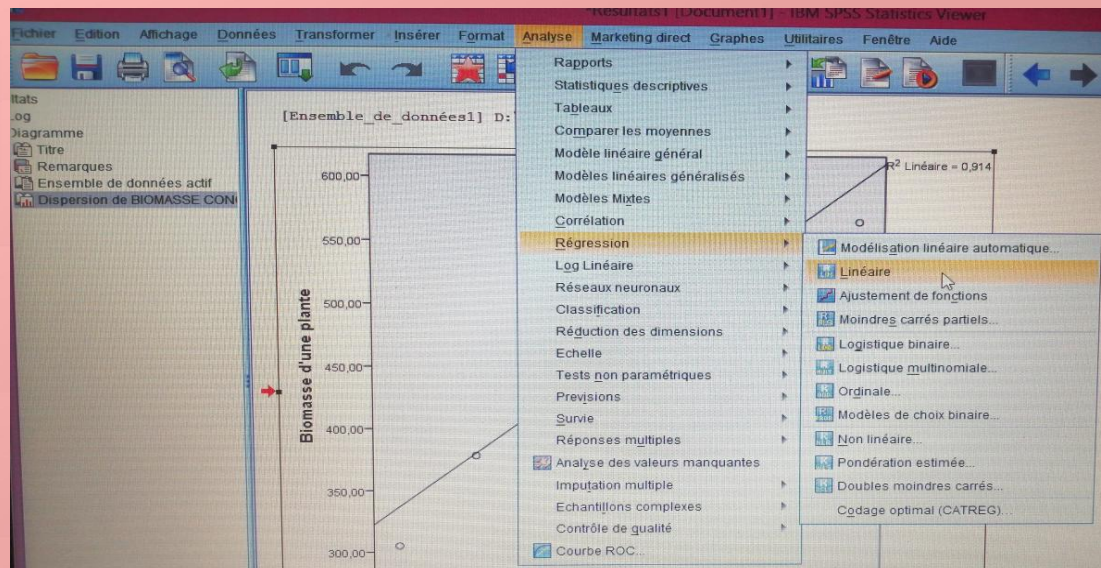 *Résultats1 [Document1] - IBM SPSS Statistics Viewer
Fichier Edition Affichage Données Transformer Insérer Format Analyse Marketing direct Graphes Utilitaires Fenêtre Aide
ltats
Log
Diagramme
Titre
Remarques
Ensemble de données actif
Dispersion de BIOMASSE CON
[Ensemble_de_données1] D:
R² Linéaire = 0,914
600,00
550,00
500,00
450,00
400,00
350,00
300,00
Biomasse d'une plante
Rapports
Statistiques descriptives
Tableaux
Comparer les moyennes
Modèle linéaire général
Modèles linéaires généralisés
Modèles Mixtes
Corrélation
Régression
Log Linéaire
Réseaux neuronaux
Classification
Réduction des dimensions
Echelle
Tests non paramétriques
Prévisions
Survie
Réponses multiples
Analyse des valeurs manquantes
Imputation multiple
Echantillons complexes
Contrôle de qualité
Courbe ROC...
Modélisation linéaire automatique...
Linéaire
Ajustement de fonctions
Moindres carrés partiels...
Logistique binaire...
Logistique multinomiale...
Ordinale...
Modèles de choix binaire...
Non linéaire...
Pondération estimée...
Doubles moindres carrés...
Codage optimal (CATREG)...